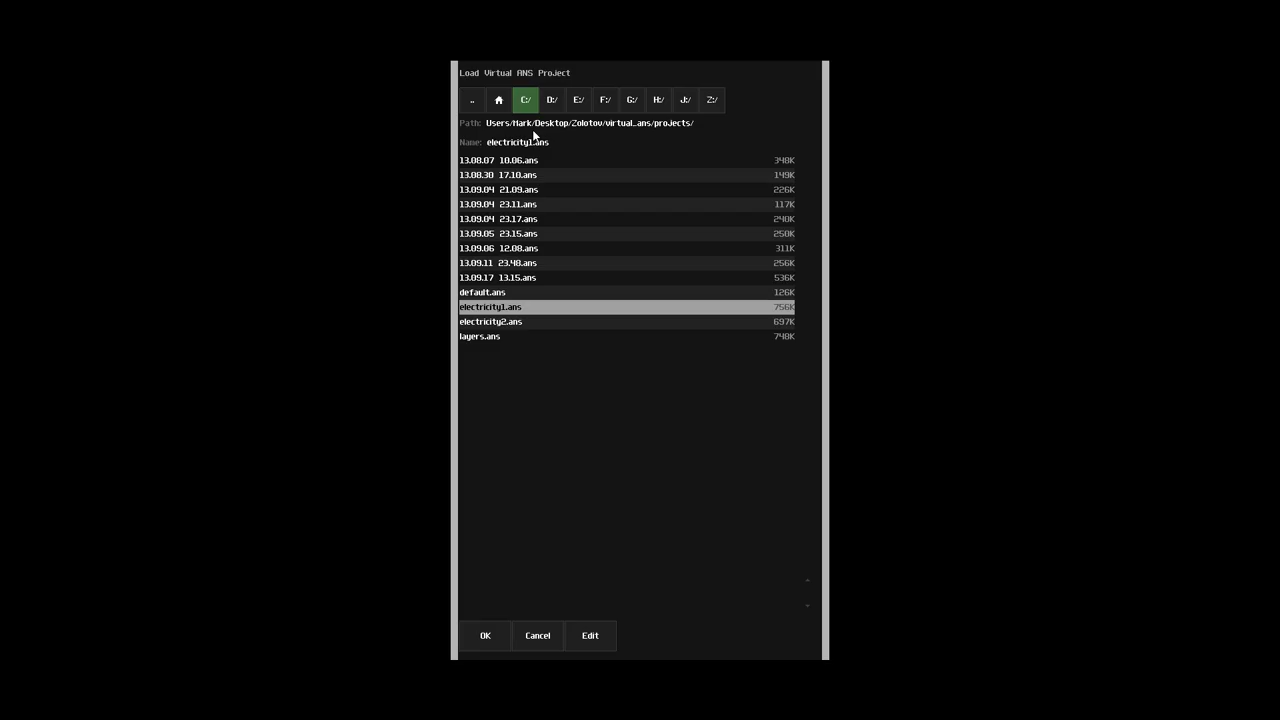 Load Virtual ANS Project
.. C:/ D:/ E:/ F:/ G:/ H:/ J:/ Z:/
Path: Users/Mark/Desktop/Zolotov/virtual_ans/projects/
Name: electricity1.ans
13.08.07 10.06.ans 348K
13.08.30 17.10.ans 149K
13.09.04 21.09.ans 226K
13.09.04 23.11.ans 117K
13.09.04 23.17.ans 240K
13.09.05 23.15.ans 250K
13.09.06 12.08.ans 311K
13.09.11 23.48.ans 256K
13.09.17 13.15.ans 536K
default.ans 126K
electricity1.ans 756K
electricity2.ans 697K
layers.ans 748K
OK Cancel Edit